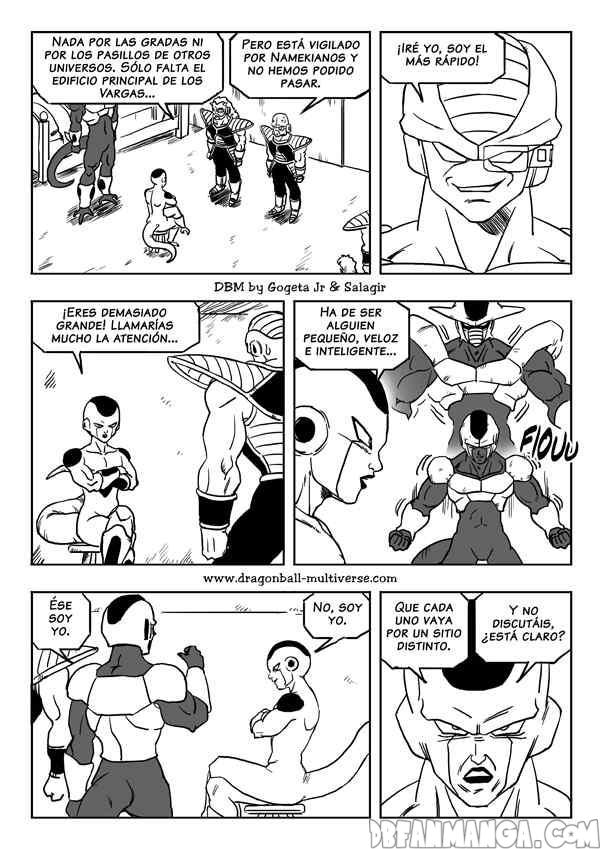 NADA POR LAS GRADAS NI
POR LOS PASILLOS DE OTROS
UNIVERSOS. SÓLO FALTA EL
EDIFICIO PRINCIPAL DE LOS
VARGAS...
PERO ESTÁ VIGILADO
POR NAMEKIANOS Y
NO HEMOS PODIDO
PASAR.
¡IRÉ YO, SOY EL
MÁS RÁPIDO!
DBM by Gogeta Jr & Salagir
¡ERES DEMASIADO
GRANDE! LLAMARÍAS
MUCHO LA ATENCIÓN...
HA DE SER
ALGUIEN
PEQUEÑO, VELOZ
E INTELIGENTE...
FIOUUU
www.dragonball-multiverse.com
ÉSE
SOY
YO.
NO, SOY
YO.
QUE CADA
UNO VAYA
POR UN SITIO
DISTINTO.
Y NO
DISCUTÁIS,
¿ESTÁ CLARO?
DBFANMANGA.COM